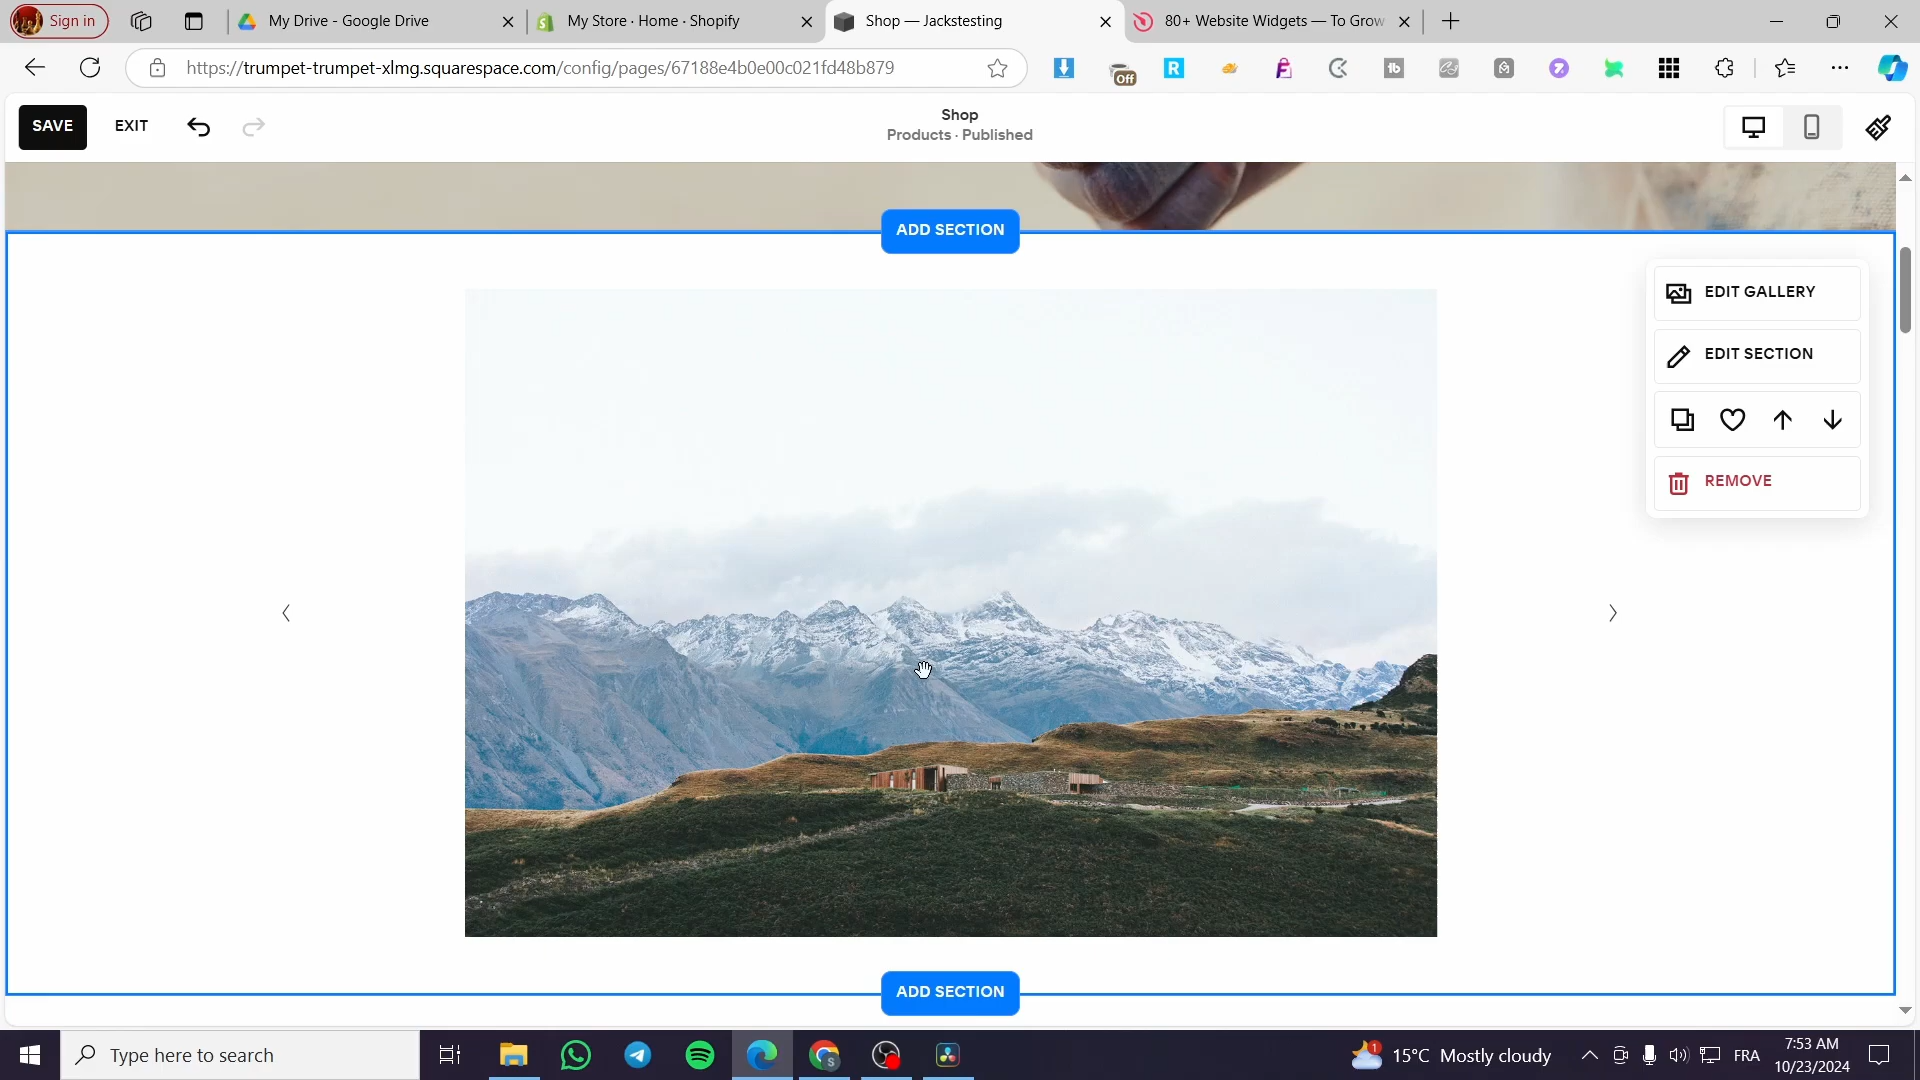 Sign in
My Drive - Google Drive
My Store · Home · Shopify
Shop — Jackstesting
80+ Website Widgets — To Grow
https://trumpet-trumpet-xlmg.squarespace.com/config/pages/67188e4b0e00c021fd48b879
Off
SAVE
EXIT
Shop
Products · Published
ADD SECTION
EDIT GALLERY
EDIT SECTION
REMOVE
ADD SECTION
Type here to search
1
15°C Mostly cloudy
FRA
7:53 AM
10/23/2024